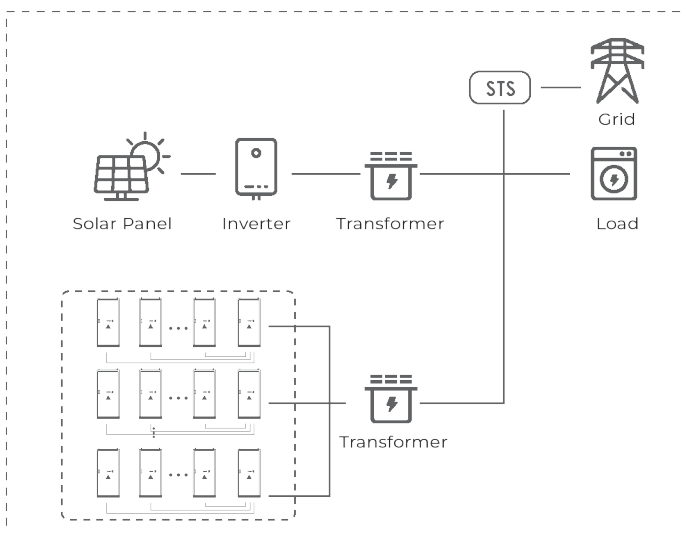 STS
Grid
Solar Panel
Inverter
Transformer
Load
Transformer